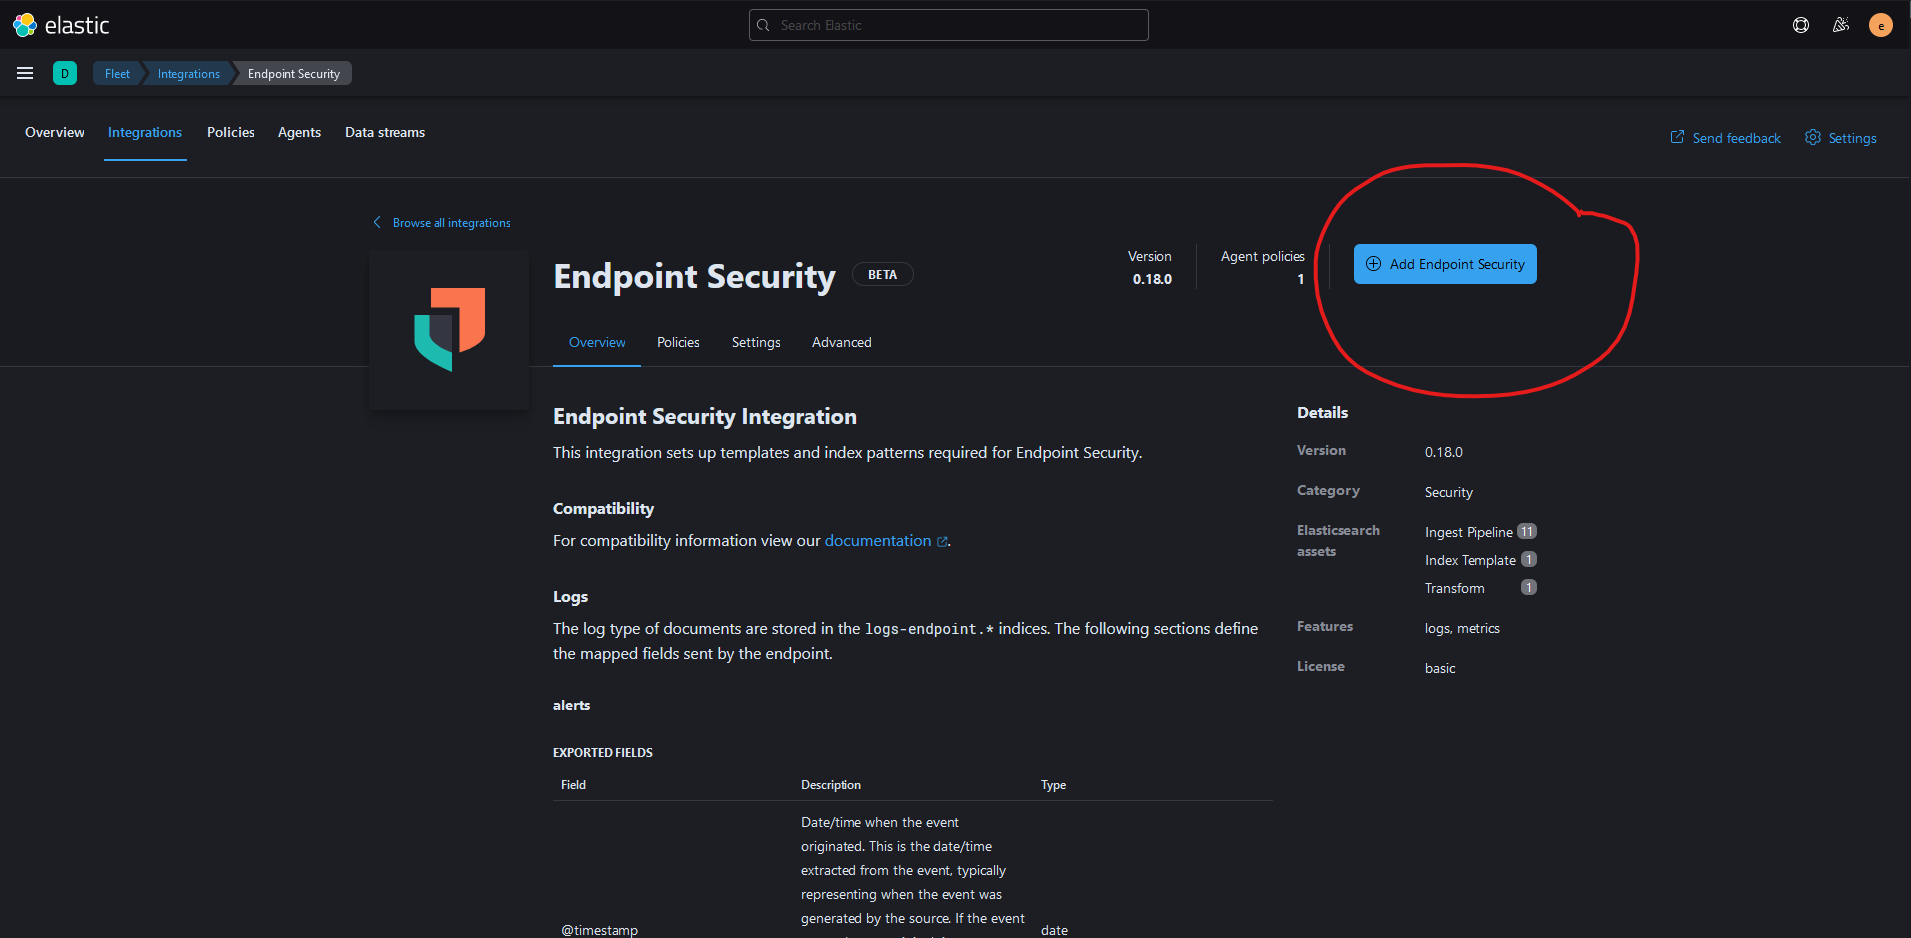 elastic
Search Elastic
e
D
Fleet
Integrations
Endpoint Security
Overview
Integrations
Policies
Agents
Data streams
Send feedback
Settings
Browse all integrations
Endpoint Security
BETA
Version
0.18.0
Agent policies
1
Add Endpoint Security
Overview
Policies
Settings
Advanced
Endpoint Security Integration
This integration sets up templates and index patterns required for Endpoint Security.
Compatibility
For compatibility information view our documentation.
Logs
The log type of documents are stored in the logs-endpoint.* indices. The following sections define
the mapped fields sent by the endpoint.
alerts
EXPORTED FIELDS
Field Description Type
Date/time when the event
originated. This is the date/time
extracted from the event, typically
representing when the event was
generated by the source. If the event
@timestamp
date
Details
Version 0.18.0
Category Security
Elasticsearch
assets
Ingest Pipeline 11
Index Template 1
Transform 1
Features logs, metrics
License basic